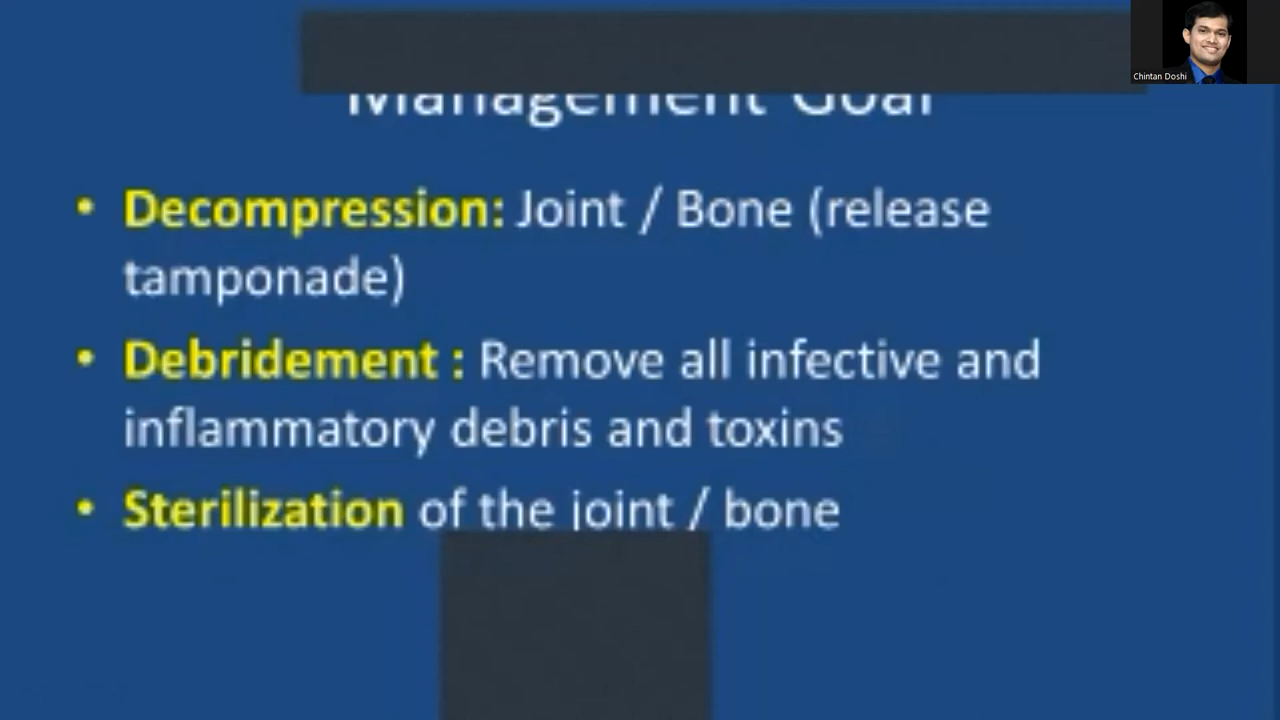 Chintan Doshi
Management Goal
• Decompression: Joint / Bone (release
tamponade)
• Debridement : Remove all infective and
inflammatory debris and toxins
• Sterilization of the joint / bone